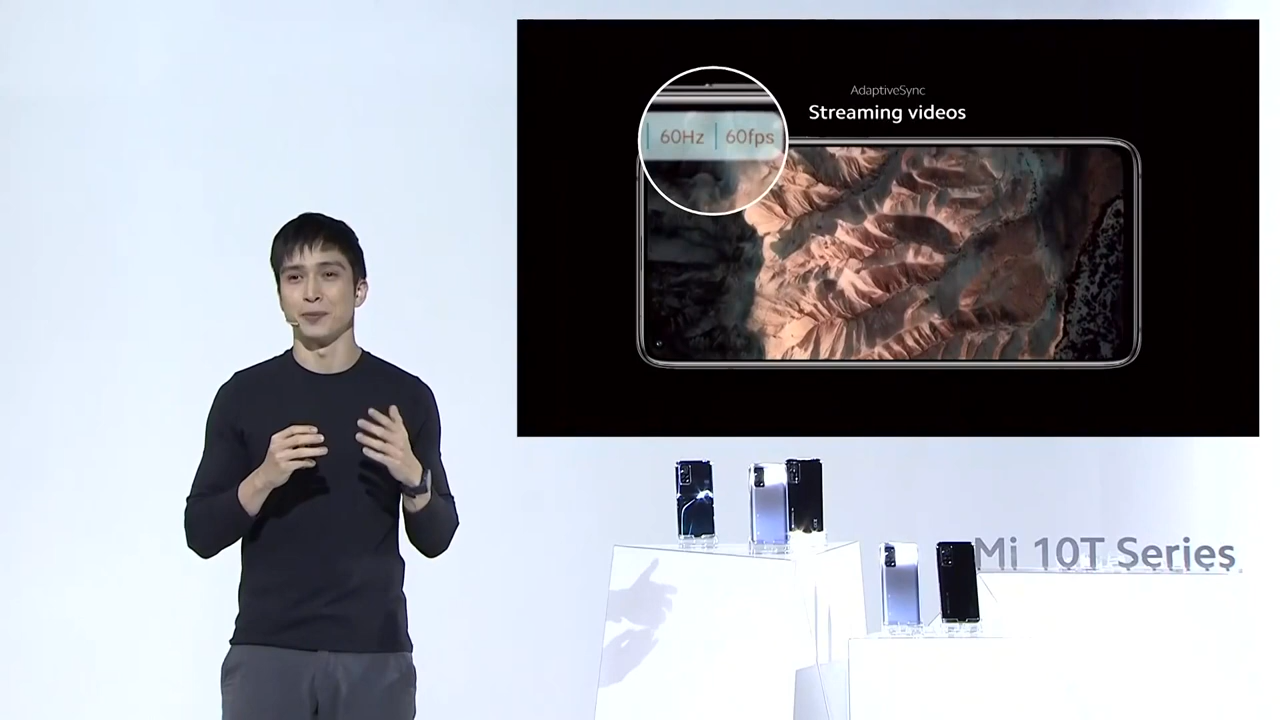 AdaptiveSync
Streaming videos
60Hz
60fps
Mi 10T Series